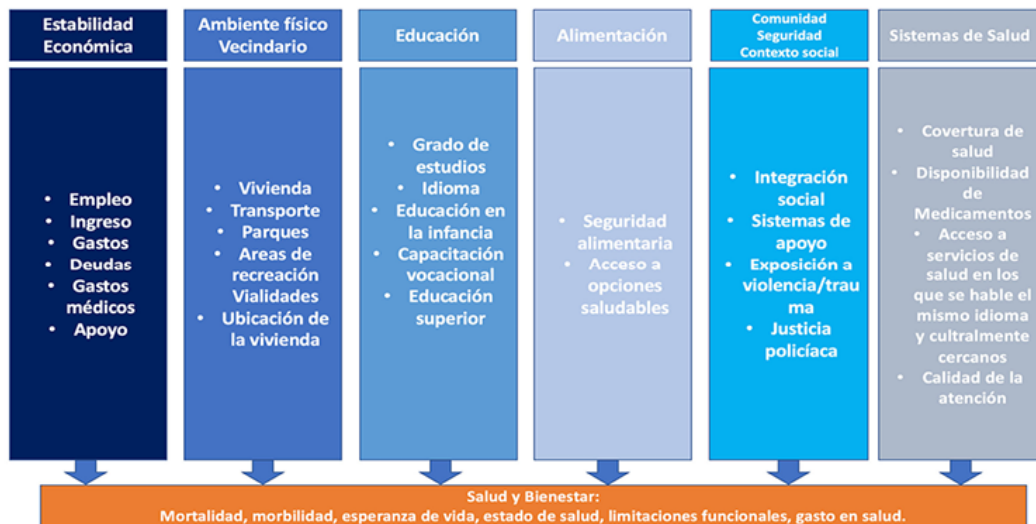 Estabilidad
Económica
Ambiente físico
Vecindario
Educación
Alimentación
Comunidad
Seguridad
Contexto social
Sistemas de Salud
• Empleo
• Ingreso
• Gastos
• Deudas
• Gastos
médicos
• Apoyo
• Vivienda
• Transporte
• Parques
• Areas de
recreación
Vialidades
• Ubicación de
la vivienda
• Grado de
estudios
• Idioma
• Educación en
la infancia
• Capacitación
vocacional
• Educación
superior
• Seguridad
alimentaria
• Acceso a
opciones
saludables
• Integración
social
• Sistemas de
apoyo
• Exposición a
violencia/trau
ma
• Justicia
policíaca
• Covertura de
salud
• Disponibilidad
de
Medicamentos
• Acceso a
servicios de
salud en los
que se hable el
mismo idioma
y cultralmente
cercanos
• Calidad de la
atención
Salud y Bienestar:
Mortalidad, morbilidad, esperanza de vida, estado de salud, limitaciones funcionales, gasto en salud.